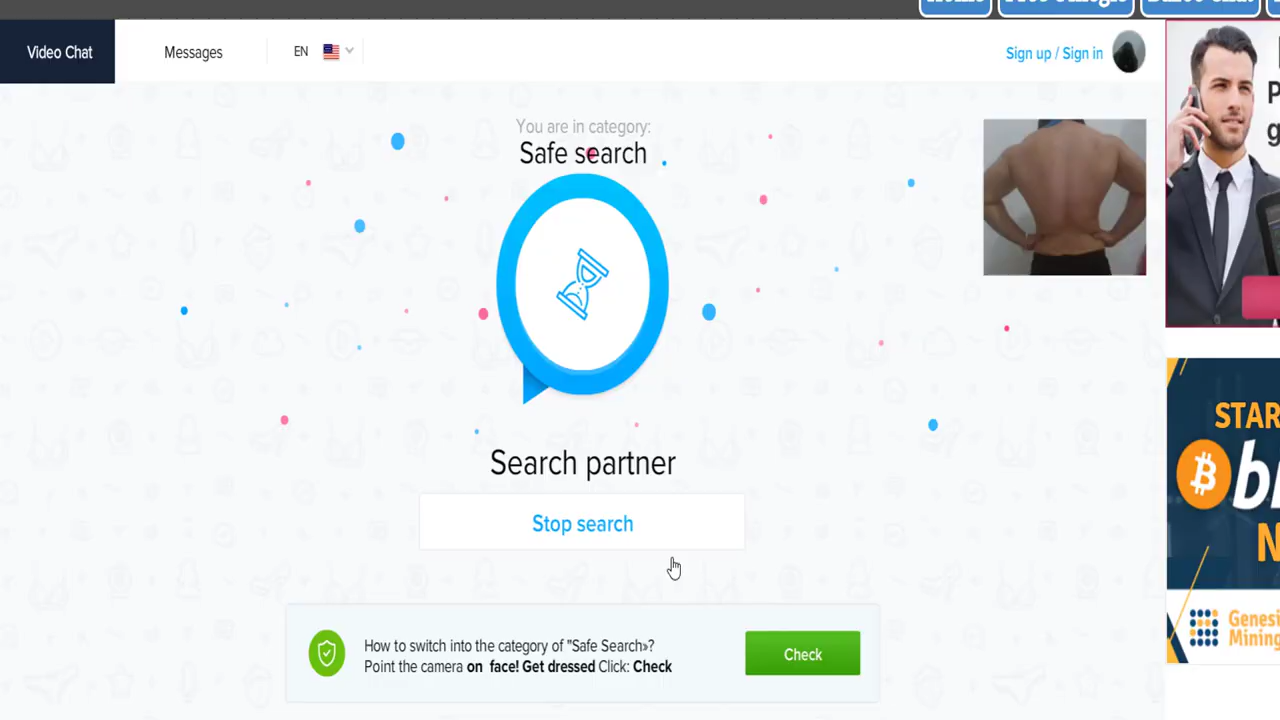 Video Chat
Messages
EN
Sign up / Sign in
You are in category:
Safe search
Search partner
Stop search
How to switch into the category of "Safe Search»?
Point the camera on face! Get dressed Click: Check
Check
STAR
Genesi
Mining